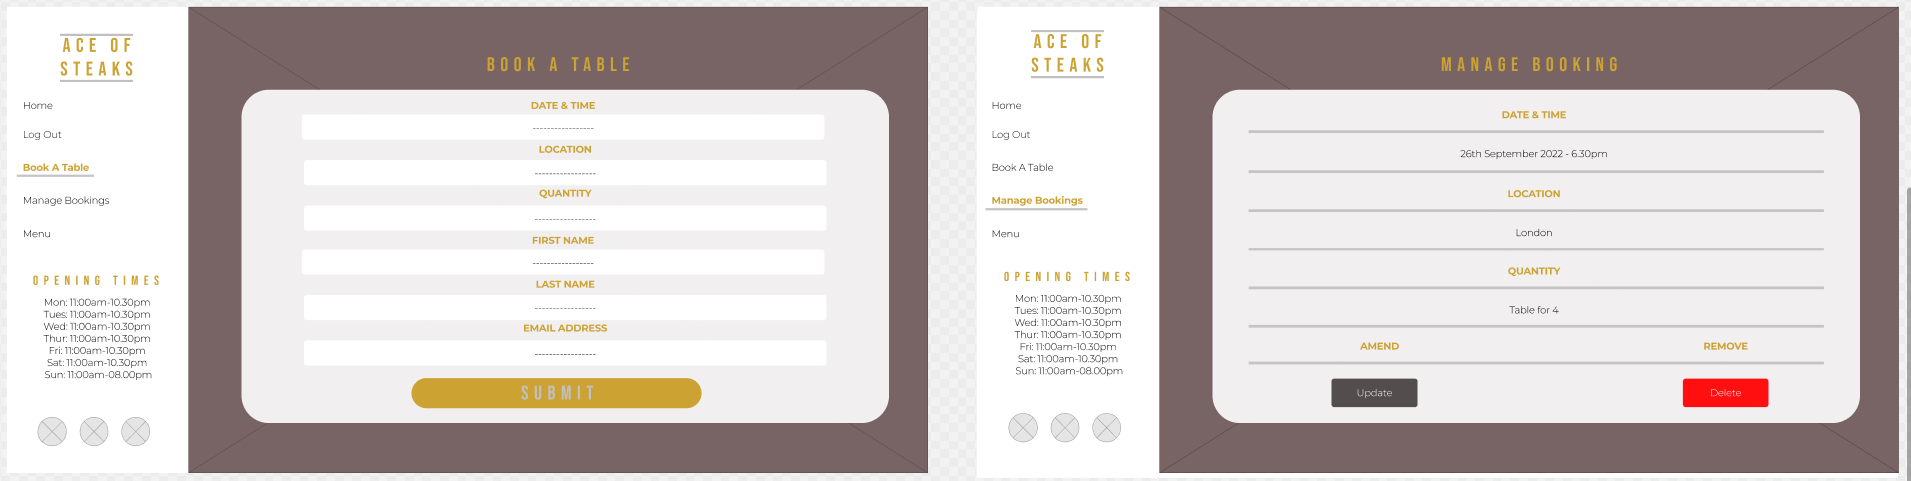 ACE OF
STEAKS
Home
Log Out
Book A Table
Manage Bookings
Menu
OPENING TIMES
Mon: 11:00am-10.30pm
Tues: 11:00am-10.30pm
Wed: 11:00am-10.30pm
Thur: 11:00am-10.30pm
Fri: 11:00am-10.30pm
Sat: 11:00am-10.30pm
Sun: 11:00am-08.00pm
BOOK A TABLE
DATE & TIME
-----------------
LOCATION
-----------------
QUANTITY
-----------------
FIRST NAME
-----------------
LAST NAME
-----------------
EMAIL ADDRESS
-----------------
SUBMIT
ACE OF
STEAKS
Home
Log Out
Book A Table
Manage Bookings
Menu
OPENING TIMES
Mon: 11:00am-10.30pm
Tues: 11:00am-10.30pm
Wed: 11:00am-10.30pm
Thur: 11:00am-10.30pm
Fri: 11:00am-10.30pm
Sat: 11:00am-10.30pm
Sun: 11:00am-08.00pm
MANAGE BOOKING
DATE & TIME
26th September 2022 - 6.30pm
LOCATION
London
QUANTITY
Table for 4
AMEND REMOVE
Update Delete